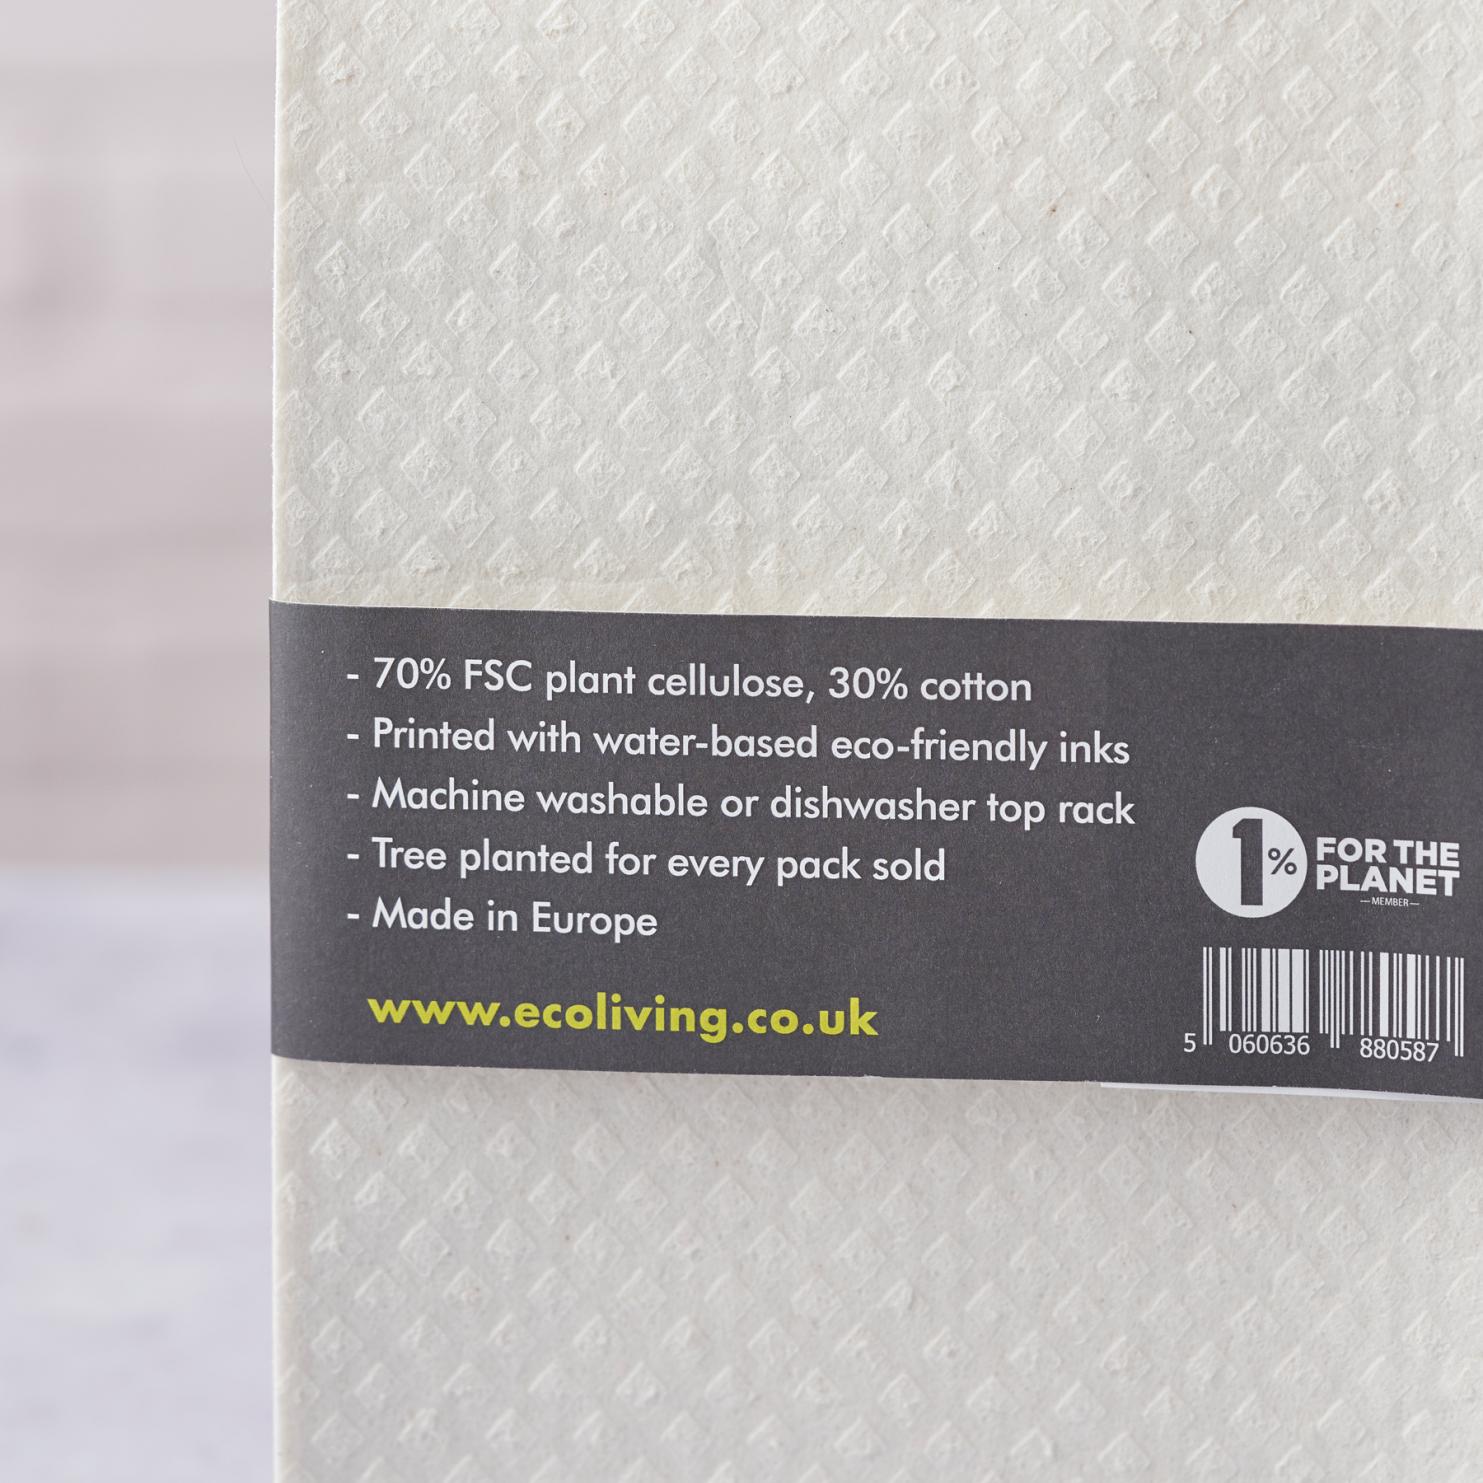 - 70% FSC plant cellulose, 30% cotton
- Printed with water-based eco-friendly inks
- Machine washable or dishwasher top rack
- Tree planted for every pack sold
- Made in Europe
www.ecoliving.co.uk
1%
FOR THE
PLANET
—MEMBER—
5 060636 880587